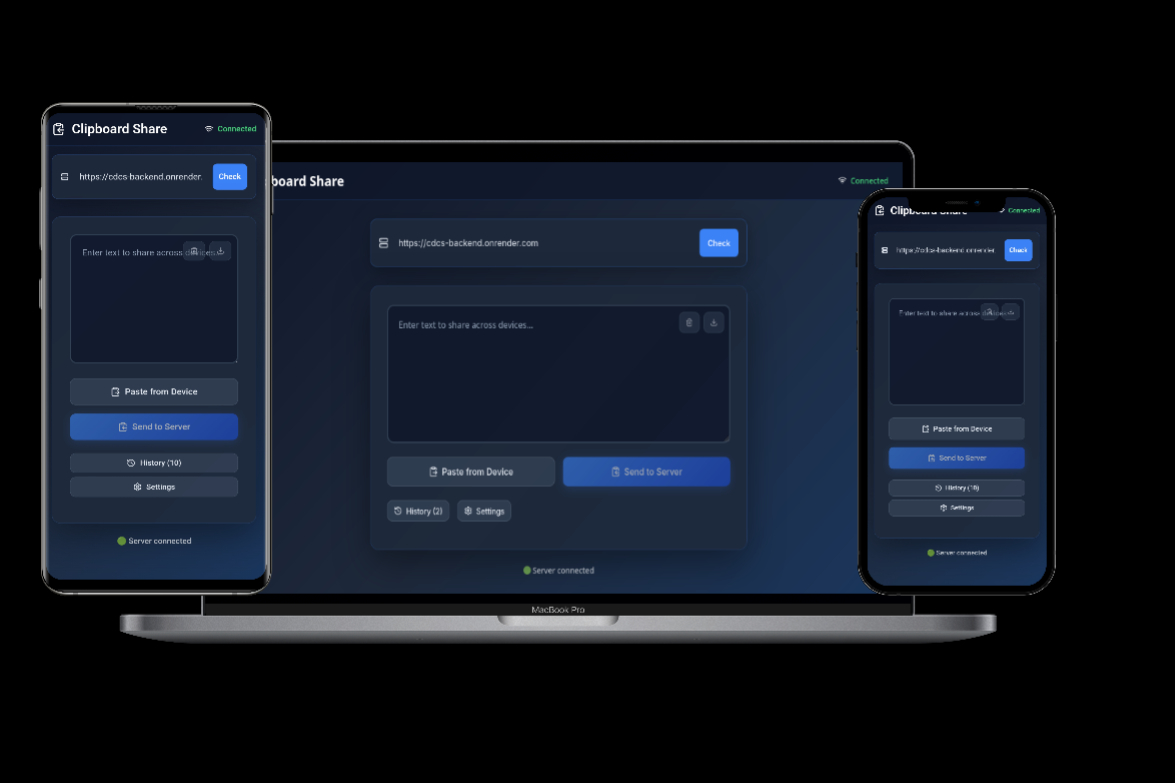 Clipboard Share
Connected
https://cdcs-backend.onrender.
Check
Enter text to share across devices...
Paste from Device
Send to Server
History (10)
Settings
Server connected
board Share
Connected
https://cdcs-backend.onrender.com
Check
Enter text to share across devices...
Paste from Device
Send to Server
History (2)
Settings
Server connected
MacBook Pro
Clipboard Share
Connected
https://cdcs-backend.onrender
Check
Enter text to share across devices...
Paste from Device
Send to Server
Settings
Server connected